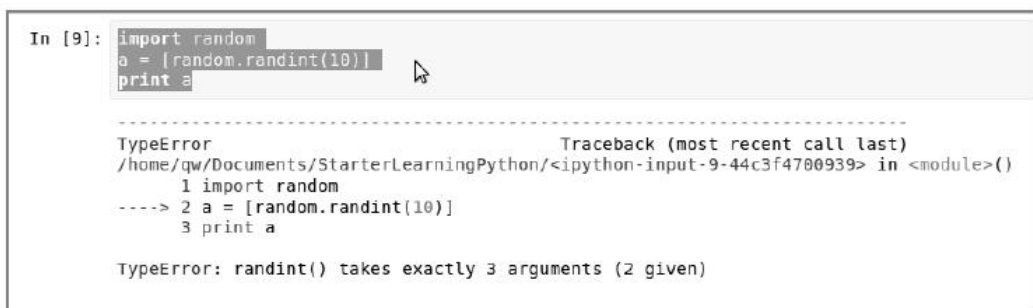 In [9]: import random
a = [random.randint(10)]
print a
---------------------------------------------------------------------------
TypeError Traceback (most recent call last)
/home/qw/Documents/StarterLearningPython/<ipython-input-9-44c3f4700939> in <module>()
1 import random
----> 2 a = [random.randint(10)]
3 print a
TypeError: randint() takes exactly 3 arguments (2 given)